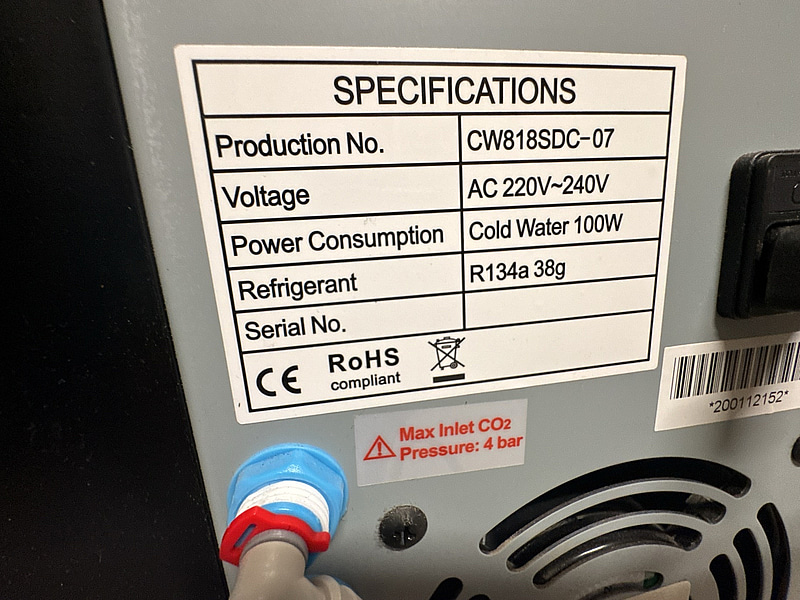 SPECIFICATIONS
Production No. CW818SDC-07
Voltage AC 220V~240V
Power Consumption Cold Water 100W
Refrigerant R134a 38g
Serial No.
CE RoHS
compliant
Max Inlet CO2
Pressure: 4 bar
*200112152*